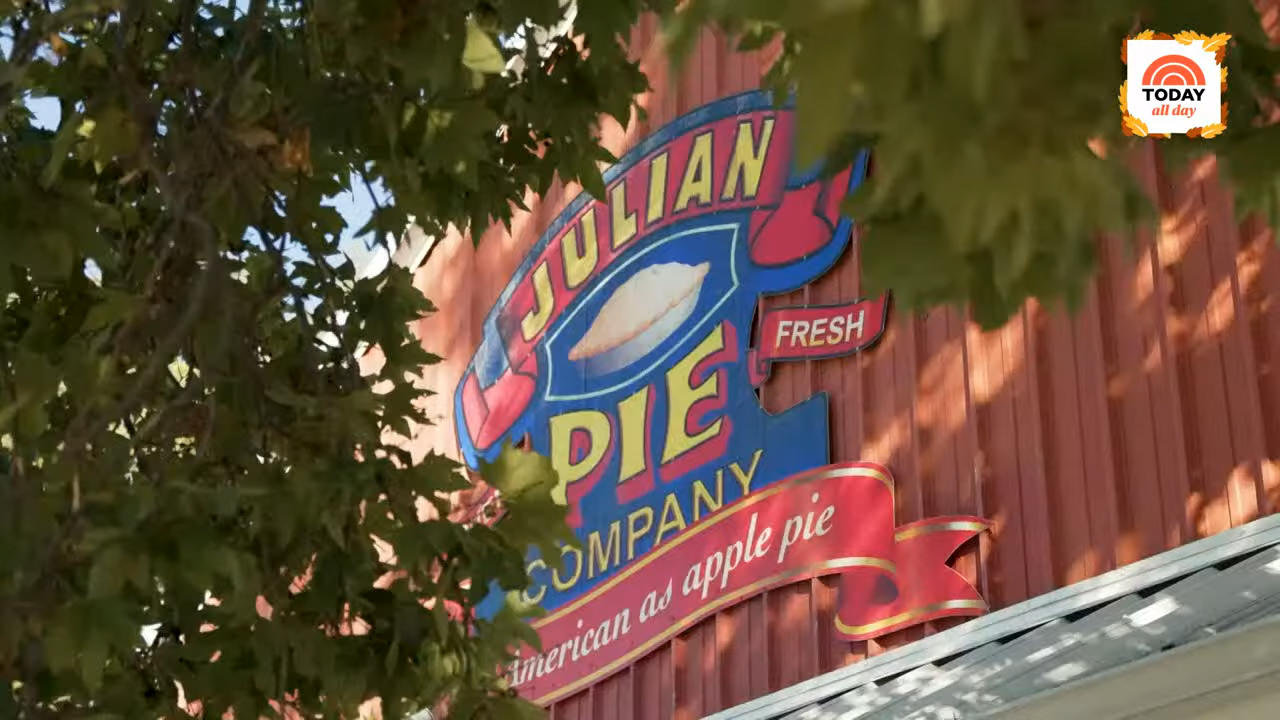 TODAY
all day
JULIAN
FRESH
PIE
COMPANY
American as apple pie